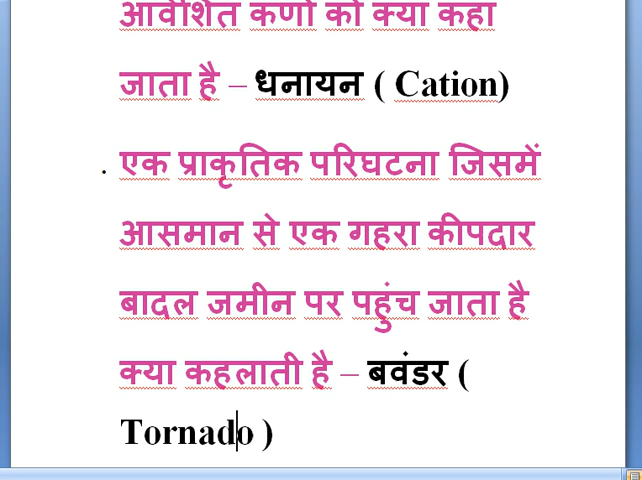 आवेशित कणों को क्या कहा
जाता है – धनायन ( Cation)
. एक प्राकृतिक परिघटना जिसमें
आसमान से एक गहरा कीपदार
बादल जमीन पर पहुंच जाता है
क्या कहलाती है – बवंडर (
Tornado )